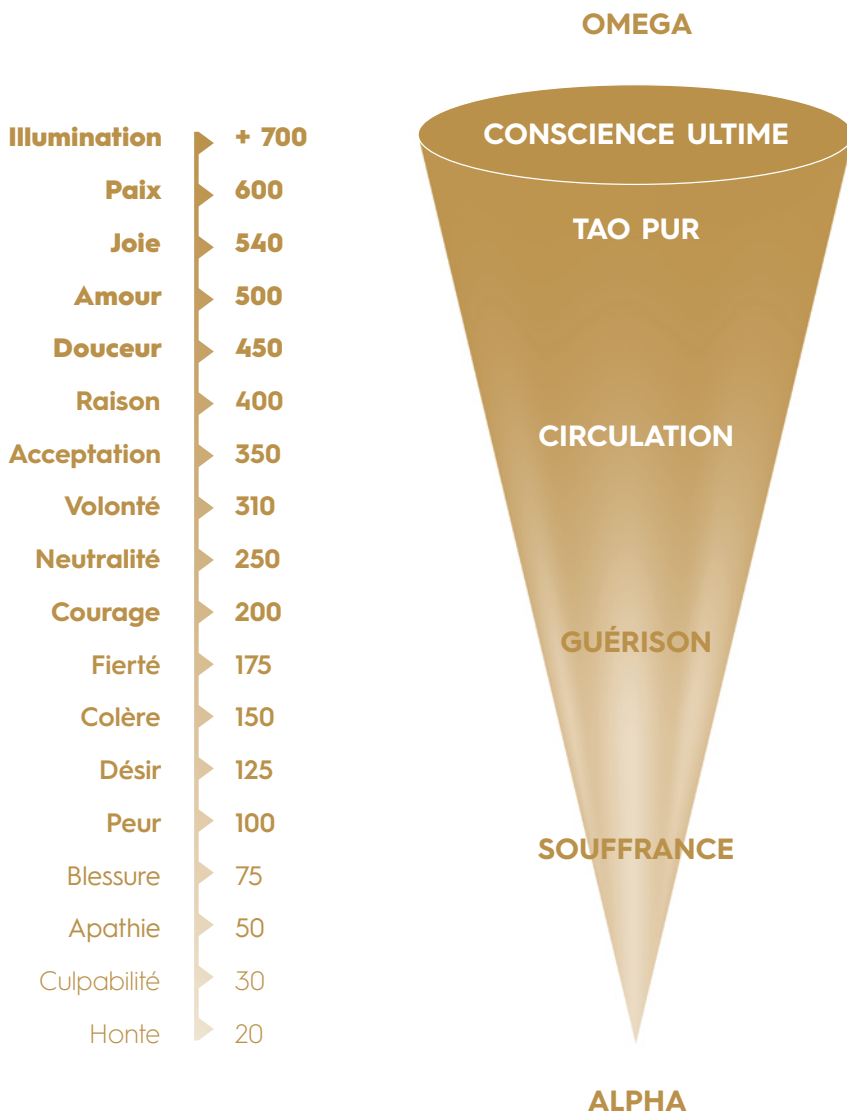 OMEGA
Illumination + 700
Paix 600
Joie 540
Amour 500
Douceur 450
Raison 400
Acceptation 350
Volonté 310
Neutralité 250
Courage 200
Fierté 175
Colère 150
Désir 125
Peur 100
Blessure 75
Apathie 50
Culpabilité 30
Honte 20
CONSCIENCE ULTIME
TAO PUR
CIRCULATION
GUÉRISON
SOUFFRANCE
ALPHA